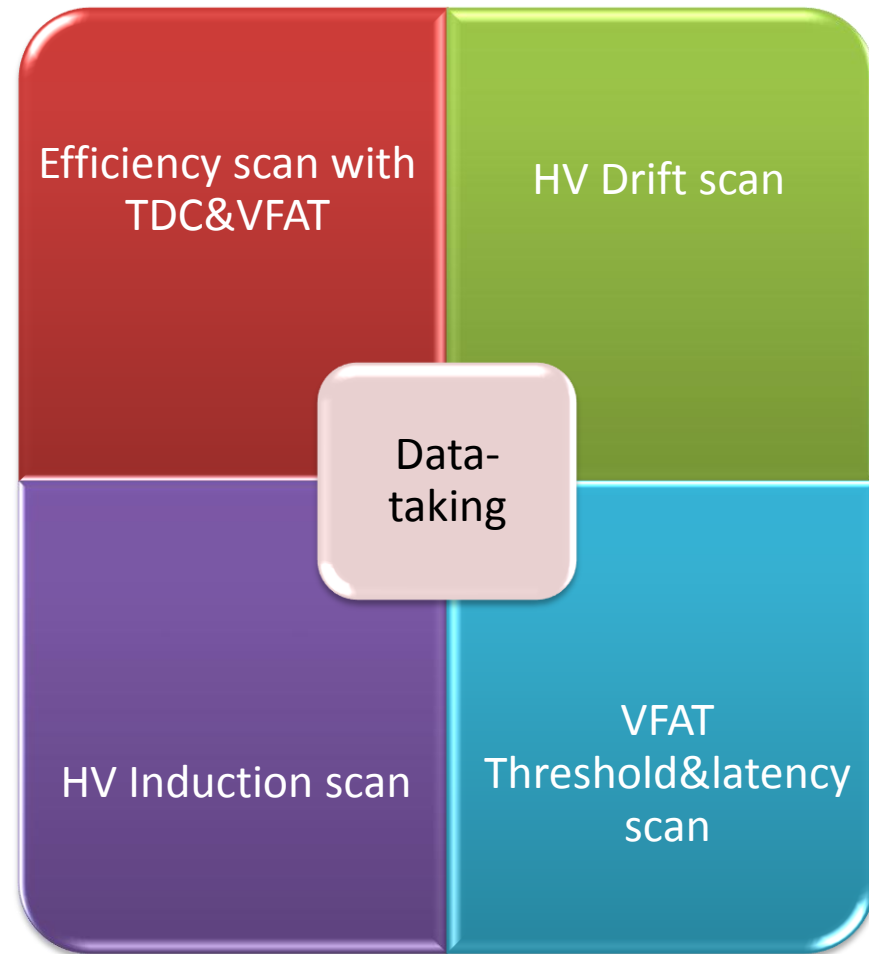 Efficiency scan with
TDC&VFAT
HV Drift scan
Data-
taking
HV Induction scan
VFAT
Threshold&latency
scan